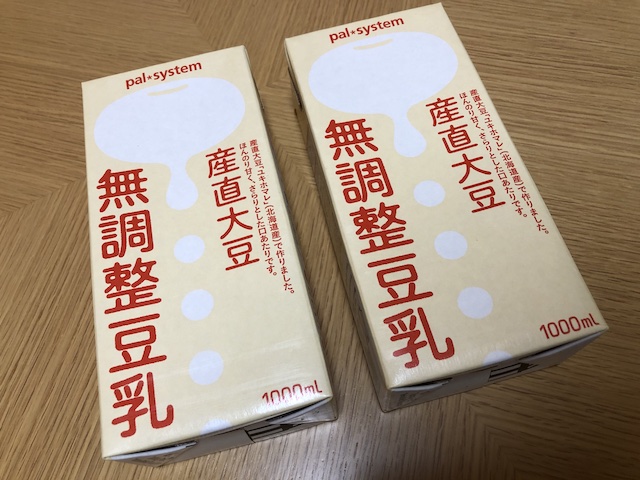 pal*system
産直大豆「ユキホマレ」(北海道産)で作りました。
ほんのり甘く、さらりとした口あたりです。
産直大豆
無調整豆乳
1000mL
pal*system
産直大豆「ユキホマレ」(北海道産)で作りました。
ほんのり甘く、さらりとした口あたりです。
産直大豆
無調整豆乳
1000mL